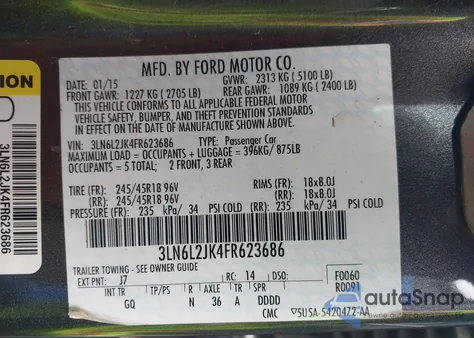 MFD. BY FORD MOTOR CO.
DATE: 01/15 GVWR: 2313 KG (5100 LB)
FRONT GAWR: 1227 KG (2705 LB) REAR GAWR: 1089 KG (2400 LB)
THIS VEHICLE CONFORMS TO ALL APPLICABLE FEDERAL MOTOR
VEHICLE SAFETY, BUMPER, AND THEFT PREVENTION STANDARDS
IN EFFECT ON THE DATE OF MANUFACTURE SHOWN ABOVE.
VIN: 3LN6L2JK4FR623686 TYPE: Passenger Car
MAXIMUM LOAD = OCCUPANTS + LUGGAGE = 396KG/875LB
OCCUPANTS = 5 TOTAL; 2 FRONT, 3 REAR
TIRE (FR): 245/45R18 96V RIMS (FR): 18x8.0J
(RR): 245/45R18 96V (RR): 18x8.0J
PRESSURE (FR): 235 kPa/ 34 PSI COLD (RR): 235 kPa/ 34 PSI COLD
3LN6L2JK4FR623686
TRAILER TOWING - SEE OWNER GUIDE
EXT PNT: J7 RC: 14 DSO: F0060
R0091
INT TR TP/PS R AXLE TR SPR
GQ N 36 A DDDD
CMC 5U5A-5420472-AA
TION
3LN6L2JK4FR623686
autoSnap